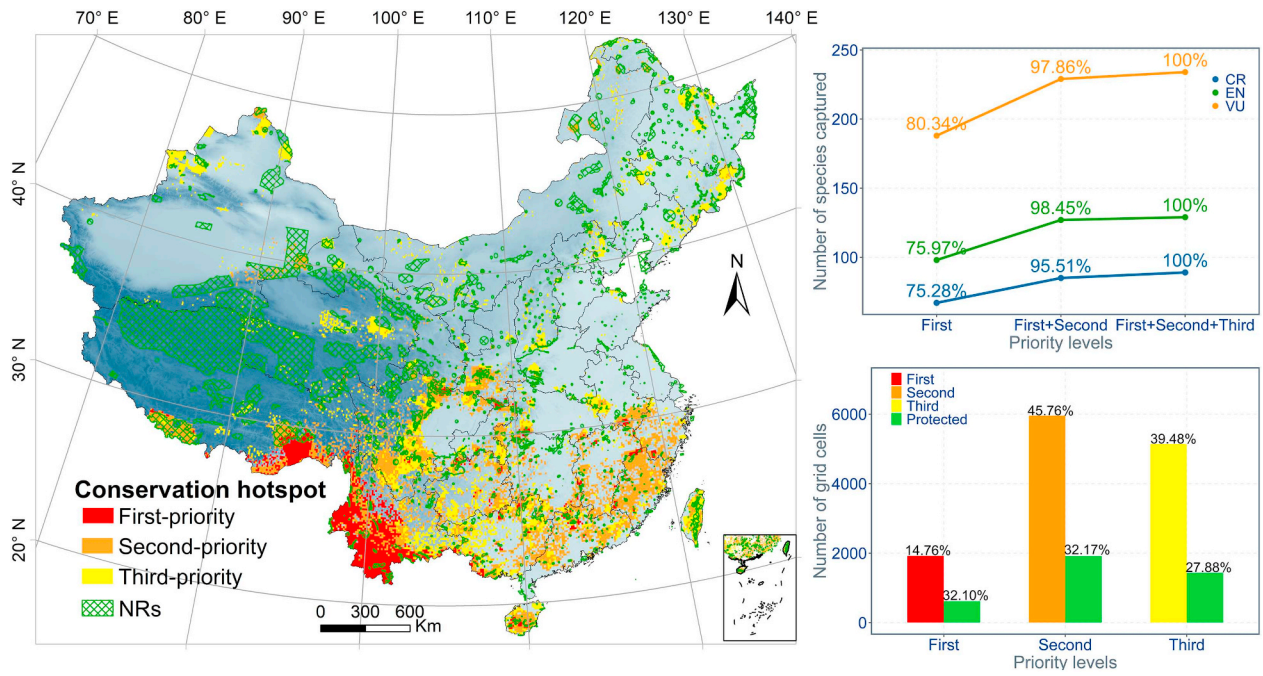 70° E 80° E 90° E 100° E 110° E 120° E 130° E 140° E
40° N
30° N
20° N
N
Conservation hotspot
First-priority
Second-priority
Third-priority
NRs
0 300 600
Km
250
200
150
100
Number of species captured
80.34%
97.86%
100%
75.97%
98.45%
100%
75.28%
95.51%
100%
CR
EN
VU
First First+Second First+Second+Third
Priority levels
6000
4000
2000
0
Number of grid cells
First
Second
Third
Protected
14.76%
32.10%
45.76%
32.17%
39.48%
27.88%
First Second Third
Priority levels